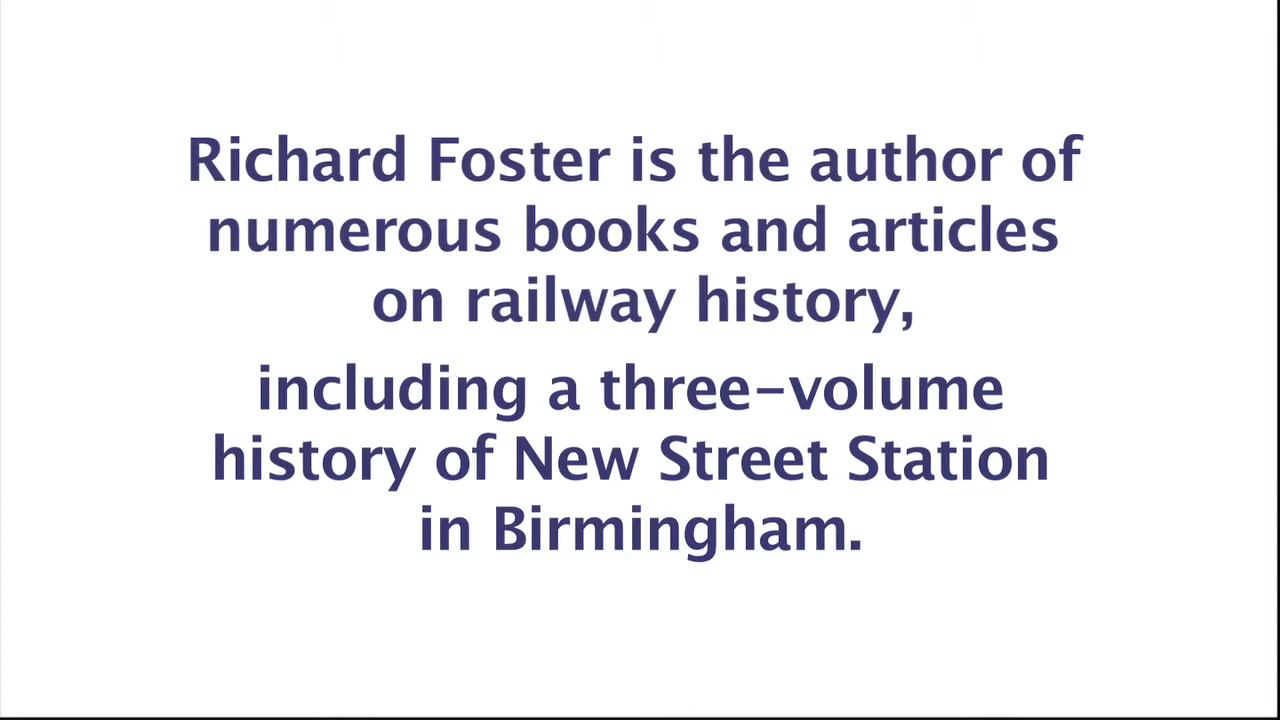 Richard Foster is the author of
numerous books and articles
on railway history,
including a three-volume
history of New Street Station
in Birmingham.